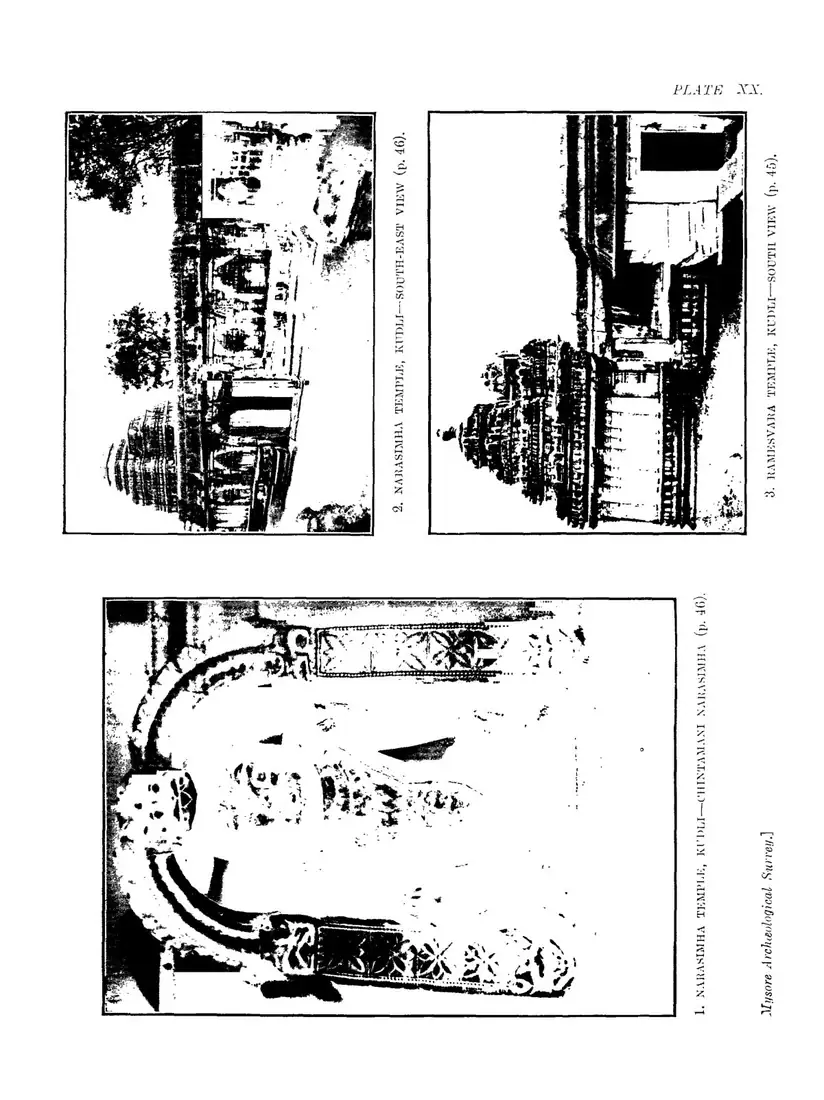 PLATE XX.
2. NARASIMHA TEMPLE, KUDLI—SOUTH-EAST VIEW (p. 46).
3. RAMESVARA TEMPLE, KUDLI—SOUTH VIEW (p. 45).
1. NARASIMHA TEMPLE, KUDLI—CHINTAMANI NARASIMHA (p. 46).
Mysore Archæological Survey.]